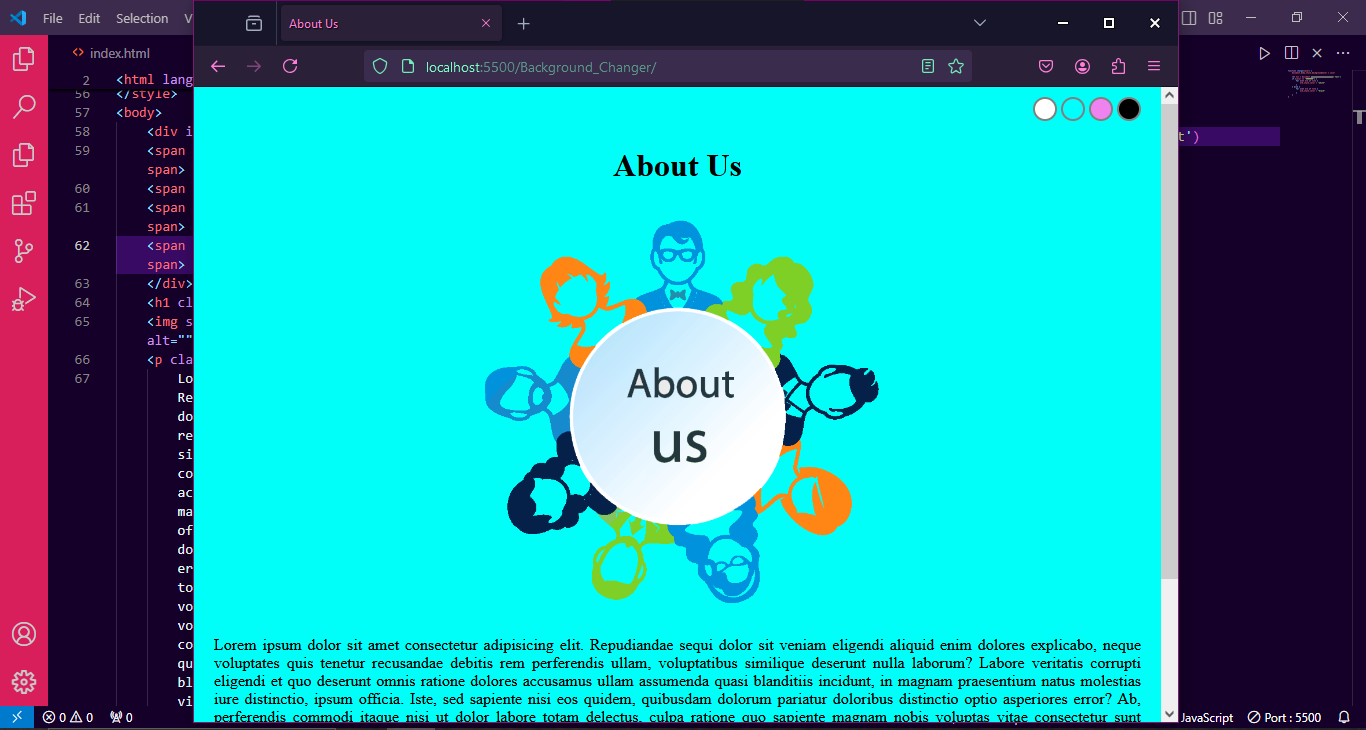 File Edit Selection V
About Us
localhost:5500/Background_Changer/
index.html
2 <html lang
56 </style>
57 <body>
58 <div i
59 <span
span>
60 <span
61 <span
span>
62 <span
span>
63 </div>
64 <h1 cl
65 <img s
alt=""
66 <p cla
67 Lo
Re
do
re
si
co
ac
ma
of
do
er
to
vo
vo
co
qu
bl
vi
t')
About Us
About
us
Lorem ipsum dolor sit amet consectetur adipisicing elit. Repudiandae sequi dolor sit veniam eligendi aliquid enim dolores explicabo, neque
voluptates quis tenetur recusandae debitis rem perferendis ullam, voluptatibus similique deserunt nulla laborum? Labore veritatis corrupti
eligendi et quo deserunt omnis ratione dolores accusamus ullam assumenda quasi blanditiis incidunt, in magnam praesentium natus molestias
iure distinctio, ipsum officia. Iste, sed sapiente nisi eos quidem, quibusdam dolorum pariatur doloribus distinctio optio asperiores error? Ab,
perferendis commodi itaque nisi ut dolor labore totam delectus, culpa ratione quo sapiente magnam nobis voluptas vitae consectetur sunt
0 0 0
JavaScript Port : 5500